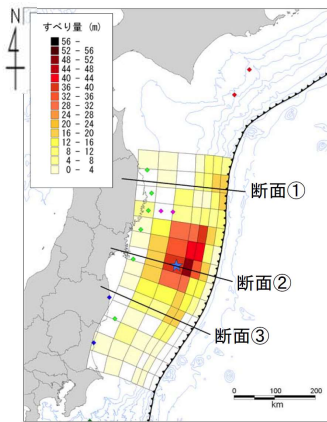 N
すべり量 (m)
56 -
52 - 56
48 - 52
44 - 48
40 - 44
36 - 40
32 - 36
28 - 32
24 - 28
20 - 24
16 - 20
12 - 16
8 - 12
4 - 8
0 - 4
断面①
断面②
断面③
0 100 200
km